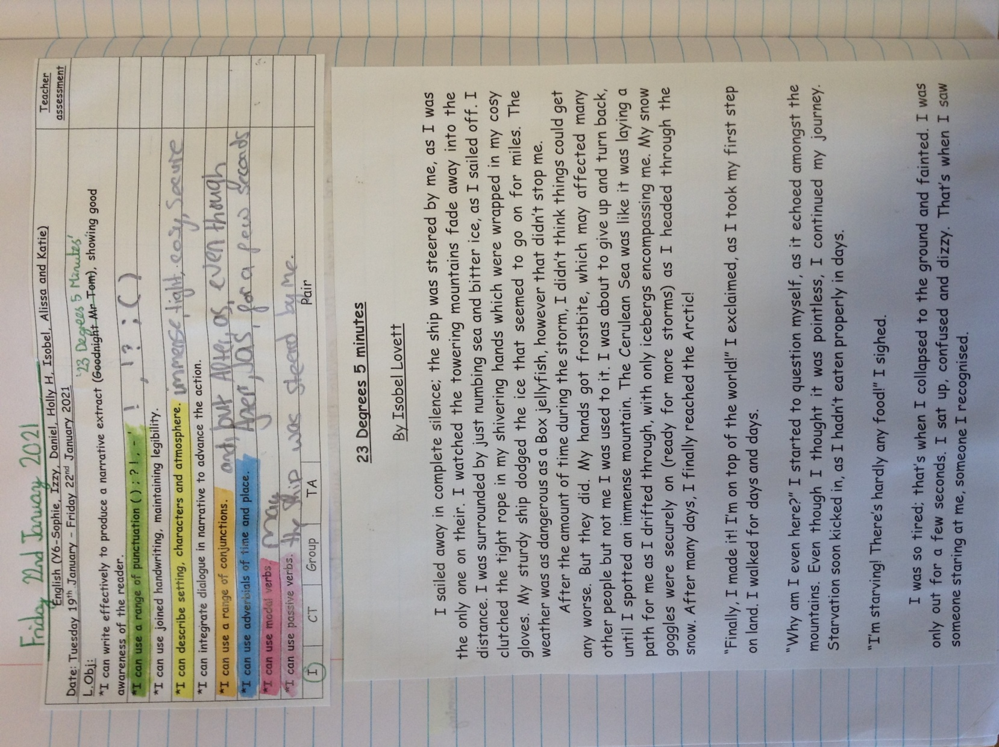 Friday 22nd January 2021
English (Y6-Sophie, Izzy, Daniel, Holly H, Isobel, Alissa and Katie)
Teacher assessment
Date: Tuesday 19th January – Friday 22nd January 2021
'23 Degrees 5 Minutes'
L.Obj:
*I can write effectively to produce a narrative extract (Goodnight Mr Tom), showing good
awareness of the reader.
*I can use a range of punctuation ( ) ; ? ! , - ' ! , ! ? ; ( )
*I can use joined handwriting, maintaining legibility.
*I can describe setting, characters and atmosphere. immense tight, cosy, secure
*I can integrate dialogue in narrative to advance the action.
*I can use a range of conjunctions. and, but After, as, even though
*I can use adverbials of time and place. After, Jas, for a few seconds
*I can use modal verbs. may
*I can use passive verbs. the ship was steerd by me.
I CT Group TA Pair
23 Degrees 5 minutes
By Isobel Lovett
I sailed away in complete silence; the ship was steered by me, as I was
the only one on their. I watched the towering mountains fade away into the
distance. I was surrounded by just numbing sea and bitter ice, as I sailed off. I
clutched the tight rope in my shivering hands which were wrapped in my cosy
gloves. My sturdy ship dodged the ice that seemed to go on for miles. The
weather was as dangerous as a Box jellyfish, however that didn't stop me.
After the amount of time during the storm, I didn't think things could get
any worse. But they did. My hands got frostbite, which may affected many
other people but not me I was used to it. I was about to give up and turn back,
until I spotted an immense mountain. The Cerulean Sea was like it was laying a
path for me as I drifted through, with only icebergs encompassing me. My snow
goggles were securely on (ready for more storms) as I headed through the
snow. After many days, I finally reached the Arctic!
"Finally, I made it! I'm on top of the world!" I exclaimed, as I took my first step
on land. I walked for days and days.
"Why am I even here?" I started to question myself, as it echoed amongst the
mountains. Even though I thought it was pointless, I continued my journey.
Starvation soon kicked in, as I hadn't eaten properly in days.
"I'm starving! There's hardly any food!" I sighed.
I was so tired; that's when I collapsed to the ground and fainted. I was
only out for a few seconds. I sat up, confused and dizzy. That's when I saw
someone staring at me, someone I recognised.